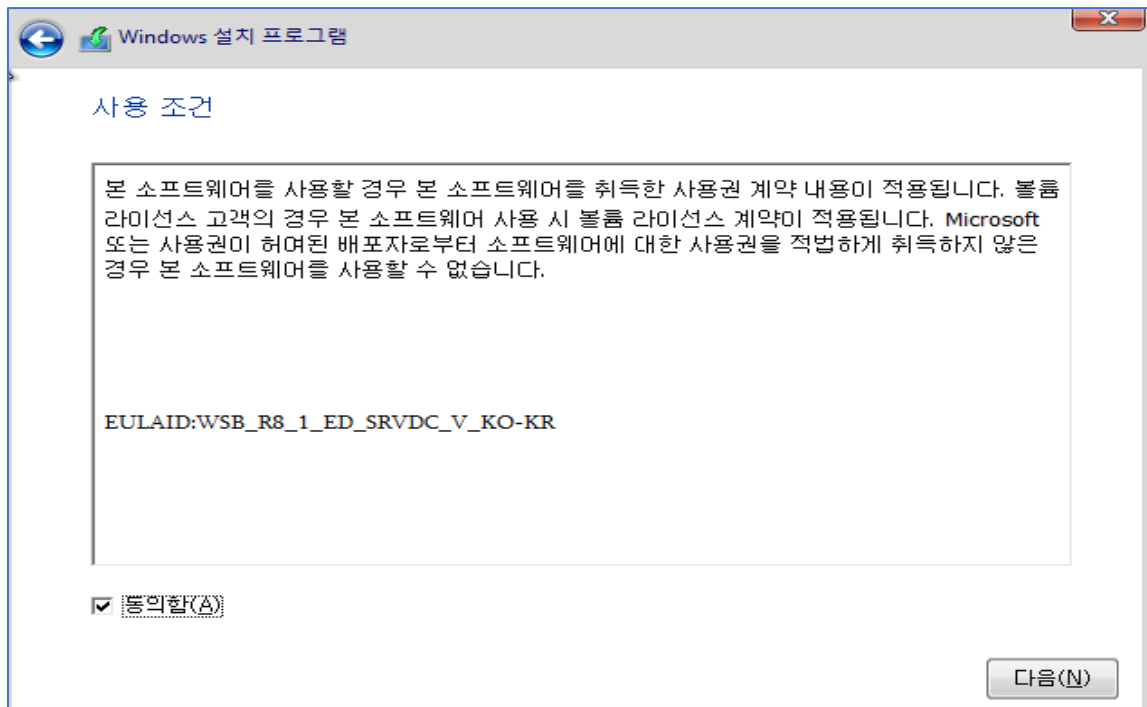 Windows 설치 프로그램
사용 조건
본 소프트웨어를 사용할 경우 본 소프트웨어를 취득한 사용권 계약 내용이 적용됩니다. 볼륨
라이선스 고객의 경우 본 소프트웨어 사용 시 볼륨 라이선스 계약이 적용됩니다. Microsoft
또는 사용권이 허여된 배포자로부터 소프트웨어에 대한 사용권을 적법하게 취득하지 않은
경우 본 소프트웨어를 사용할 수 없습니다.
EULAID:WSB_R8_1_ED_SRVDC_V_KO-KR
동의함(A)
다음(N)